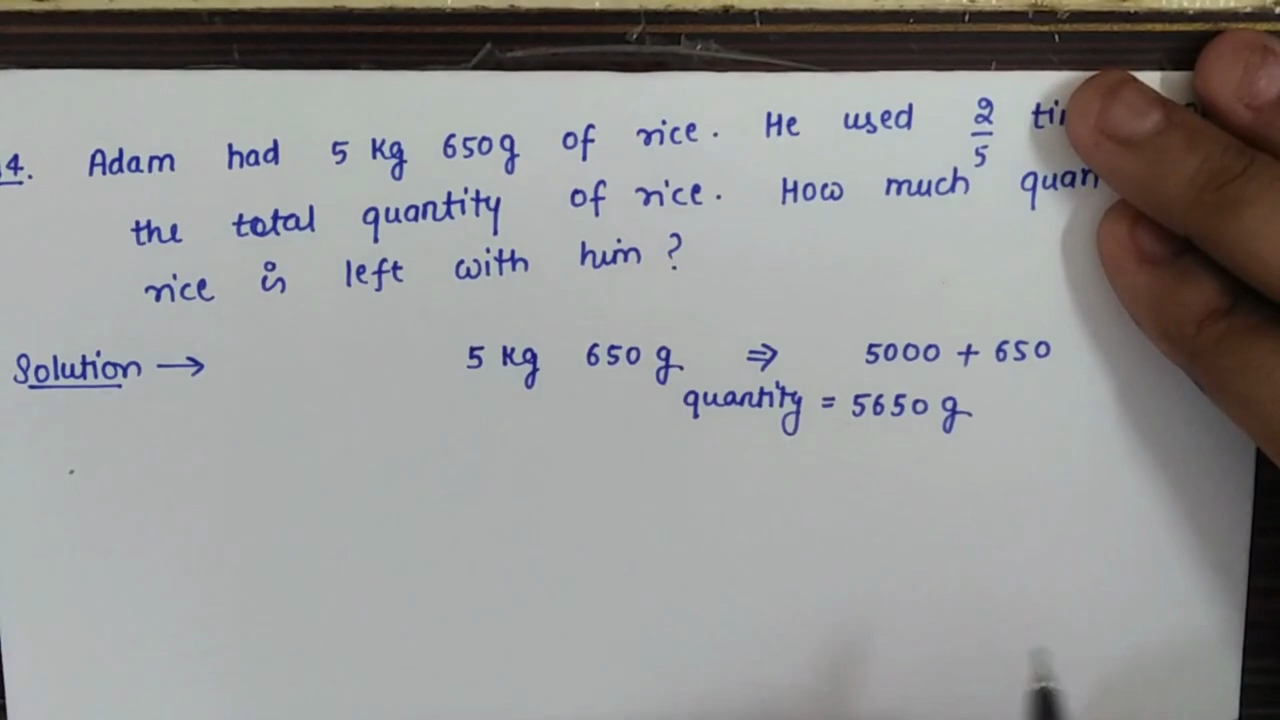 14. Adam had 5 Kg 650g of rice. He used 2/5
the total quantity of rice. How much
rice is left with him?
Solution → 5 Kg 650 g ⇒ 5000 + 650
quantity = 5650 g